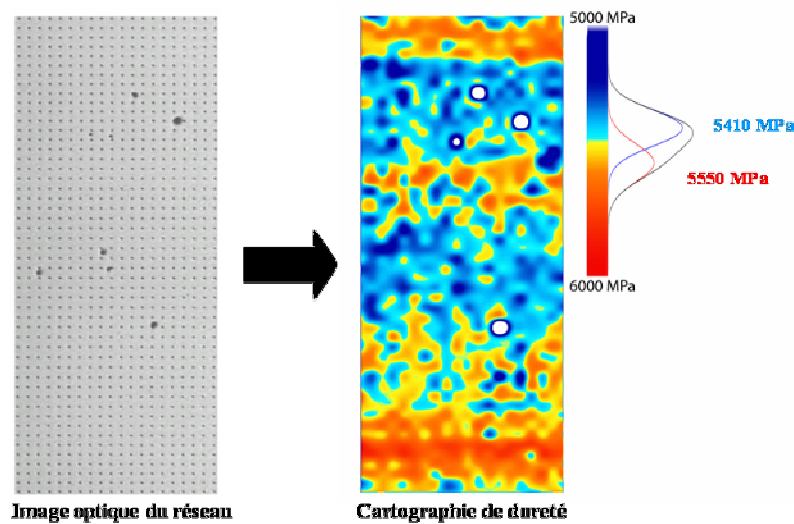 5000 MPa
5410 MPa
5550 MPa
6000 MPa
Image optique du réseau
Cartographie de dureté